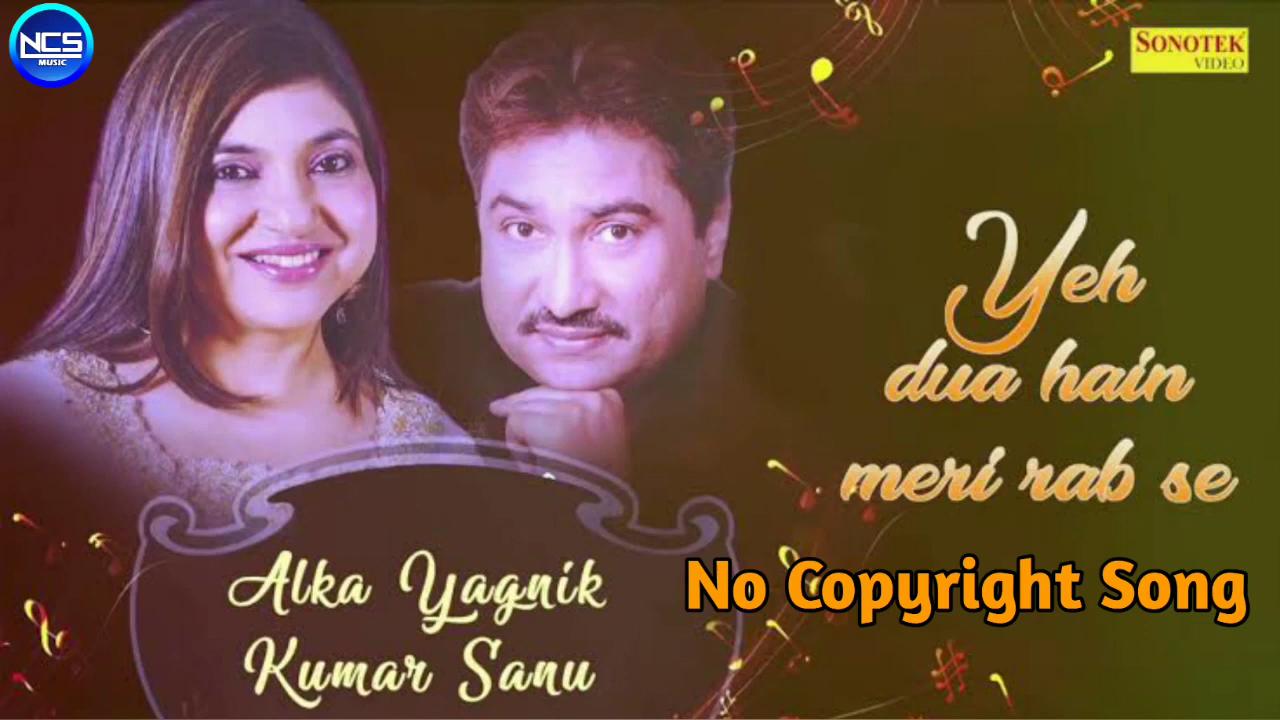 NCS
MUSIC
SONOTEK
VIDEO
Yeh
dua hain
meri rab se
No Copyright Song
Alka Yagnik
Kumar Sanu